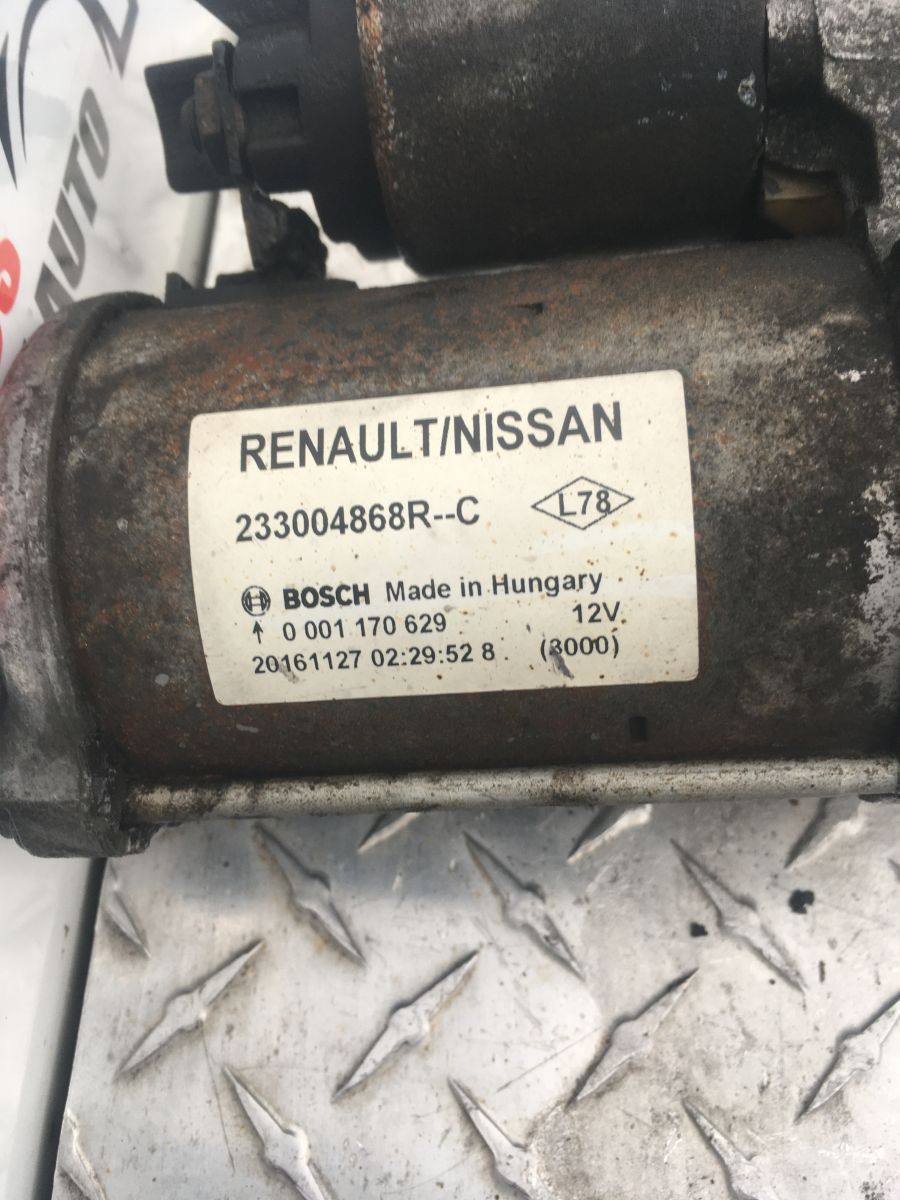 AUTO
RENAULT/NISSAN
233004868R--C
L78
BOSCH Made in Hungary
↑ 0 001 170 629 12V
20161127 02:29:52 8 (3000)